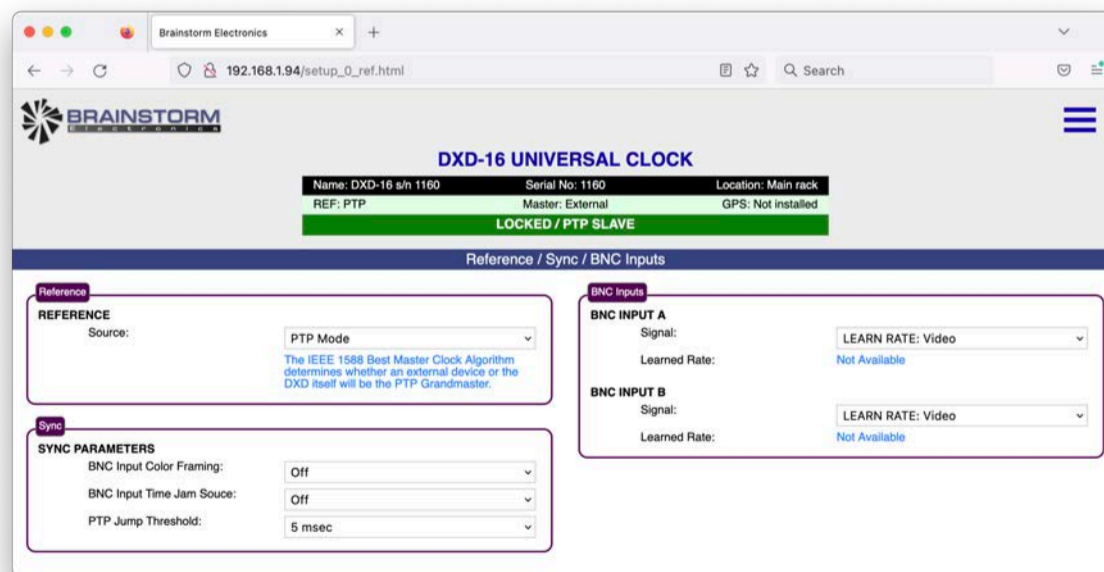 Brainstorm Electronics
192.168.1.94/setup_0_ref.html
Search
BRAINSTORM
Electronics
DXD-16 UNIVERSAL CLOCK
Name: DXD-16 s/n 1160 Serial No: 1160 Location: Main rack
REF: PTP Master: External GPS: Not installed
LOCKED / PTP SLAVE
Reference / Sync / BNC Inputs
Reference
REFERENCE
Source: PTP Mode
The IEEE 1588 Best Master Clock Algorithm
determines whether an external device or the
DXD itself will be the PTP Grandmaster.
Sync
SYNC PARAMETERS
BNC Input Color Framing: Off
BNC Input Time Jam Souce: Off
PTP Jump Threshold: 5 msec
BNC Inputs
BNC INPUT A
Signal: LEARN RATE: Video
Learned Rate: Not Available
BNC INPUT B
Signal: LEARN RATE: Video
Learned Rate: Not Available